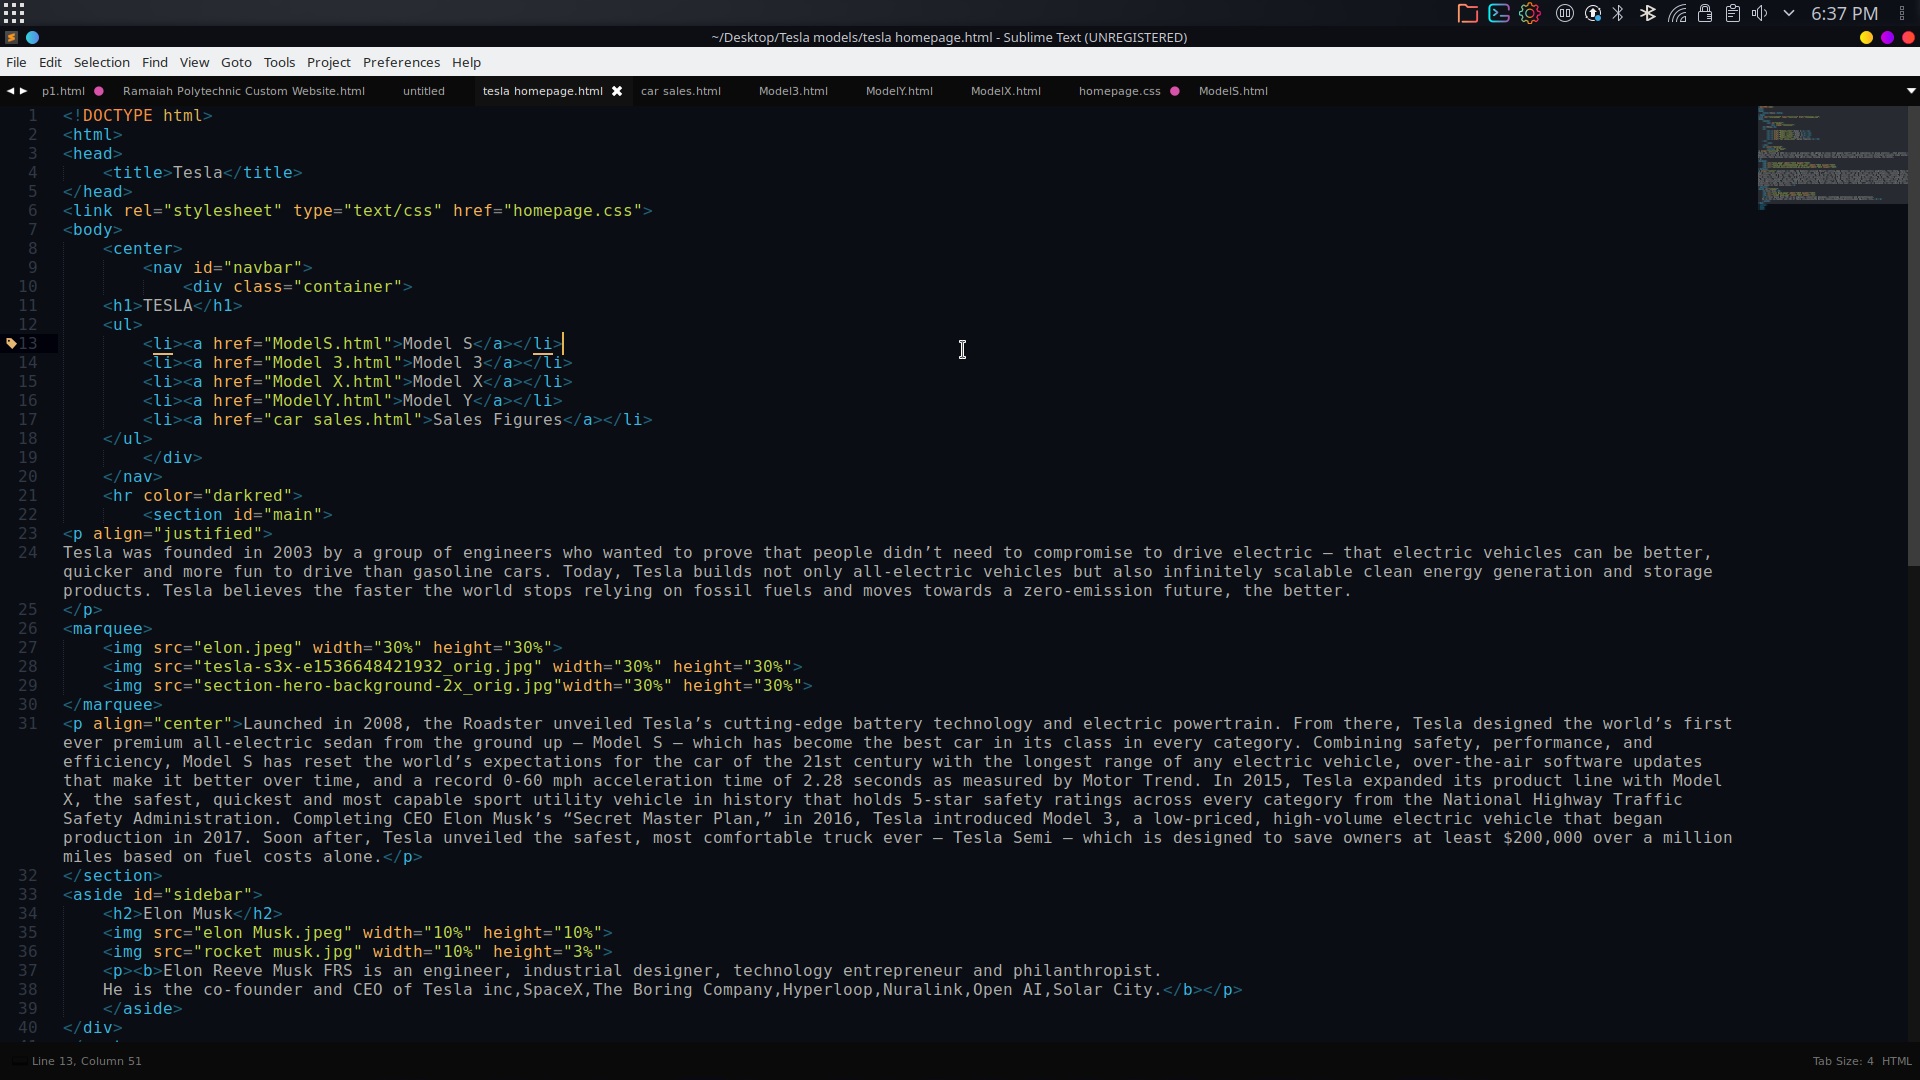 6:37 PM
~/Desktop/Tesla models/tesla homepage.html - Sublime Text (UNREGISTERED)
File Edit Selection Find View Goto Tools Project Preferences Help
p1.html Ramaiah Polytechnic Custom Website.html untitled tesla homepage.html car sales.html Model3.html ModelY.html ModelX.html homepage.css ModelS.html
1 <!DOCTYPE html>
2 <html>
3 <head>
4 <title>Tesla</title>
5 </head>
6 <link rel="stylesheet" type="text/css" href="homepage.css">
7 <body>
8 <center>
9 <nav id="navbar">
10 <div class="container">
11 <h1>TESLA</h1>
12 <ul>
13 <li><a href="ModelS.html">Model S</a></li>
14 <li><a href="Model 3.html">Model 3</a></li>
15 <li><a href="Model X.html">Model X</a></li>
16 <li><a href="ModelY.html">Model Y</a></li>
17 <li><a href="car sales.html">Sales Figures</a></li>
18 </ul>
19 </div>
20 </nav>
21 <hr color="darkred">
22 <section id="main">
23 <p align="justified">
24 Tesla was founded in 2003 by a group of engineers who wanted to prove that people didn’t need to compromise to drive electric – that electric vehicles can be better,
quicker and more fun to drive than gasoline cars. Today, Tesla builds not only all-electric vehicles but also infinitely scalable clean energy generation and storage
products. Tesla believes the faster the world stops relying on fossil fuels and moves towards a zero-emission future, the better.
25 </p>
26 <marquee>
27 <img src="elon.jpeg" width="30%" height="30%">
28 <img src="tesla-s3x-e1536648421932_orig.jpg" width="30%" height="30%">
29 <img src="section-hero-background-2x_orig.jpg"width="30%" height="30%">
30 </marquee>
31 <p align="center">Launched in 2008, the Roadster unveiled Tesla’s cutting-edge battery technology and electric powertrain. From there, Tesla designed the world’s first
ever premium all-electric sedan from the ground up – Model S – which has become the best car in its class in every category. Combining safety, performance, and
efficiency, Model S has reset the world’s expectations for the car of the 21st century with the longest range of any electric vehicle, over-the-air software updates
that make it better over time, and a record 0-60 mph acceleration time of 2.28 seconds as measured by Motor Trend. In 2015, Tesla expanded its product line with Model
X, the safest, quickest and most capable sport utility vehicle in history that holds 5-star safety ratings across every category from the National Highway Traffic
Safety Administration. Completing CEO Elon Musk’s “Secret Master Plan,” in 2016, Tesla introduced Model 3, a low-priced, high-volume electric vehicle that began
production in 2017. Soon after, Tesla unveiled the safest, most comfortable truck ever – Tesla Semi – which is designed to save owners at least $200,000 over a million
miles based on fuel costs alone.</p>
32 </section>
33 <aside id="sidebar">
34 <h2>Elon Musk</h2>
35 <img src="elon Musk.jpeg" width="10%" height="10%">
36 <img src="rocket musk.jpg" width="10%" height="3%">
37 <p><b>Elon Reeve Musk FRS is an engineer, industrial designer, technology entrepreneur and philanthropist.
38 He is the co-founder and CEO of Tesla inc,SpaceX,The Boring Company,Hyperloop,Nuralink,Open AI,Solar City.</b></p>
39 </aside>
40 </div>
Line 13, Column 51
Tab Size: 4 HTML